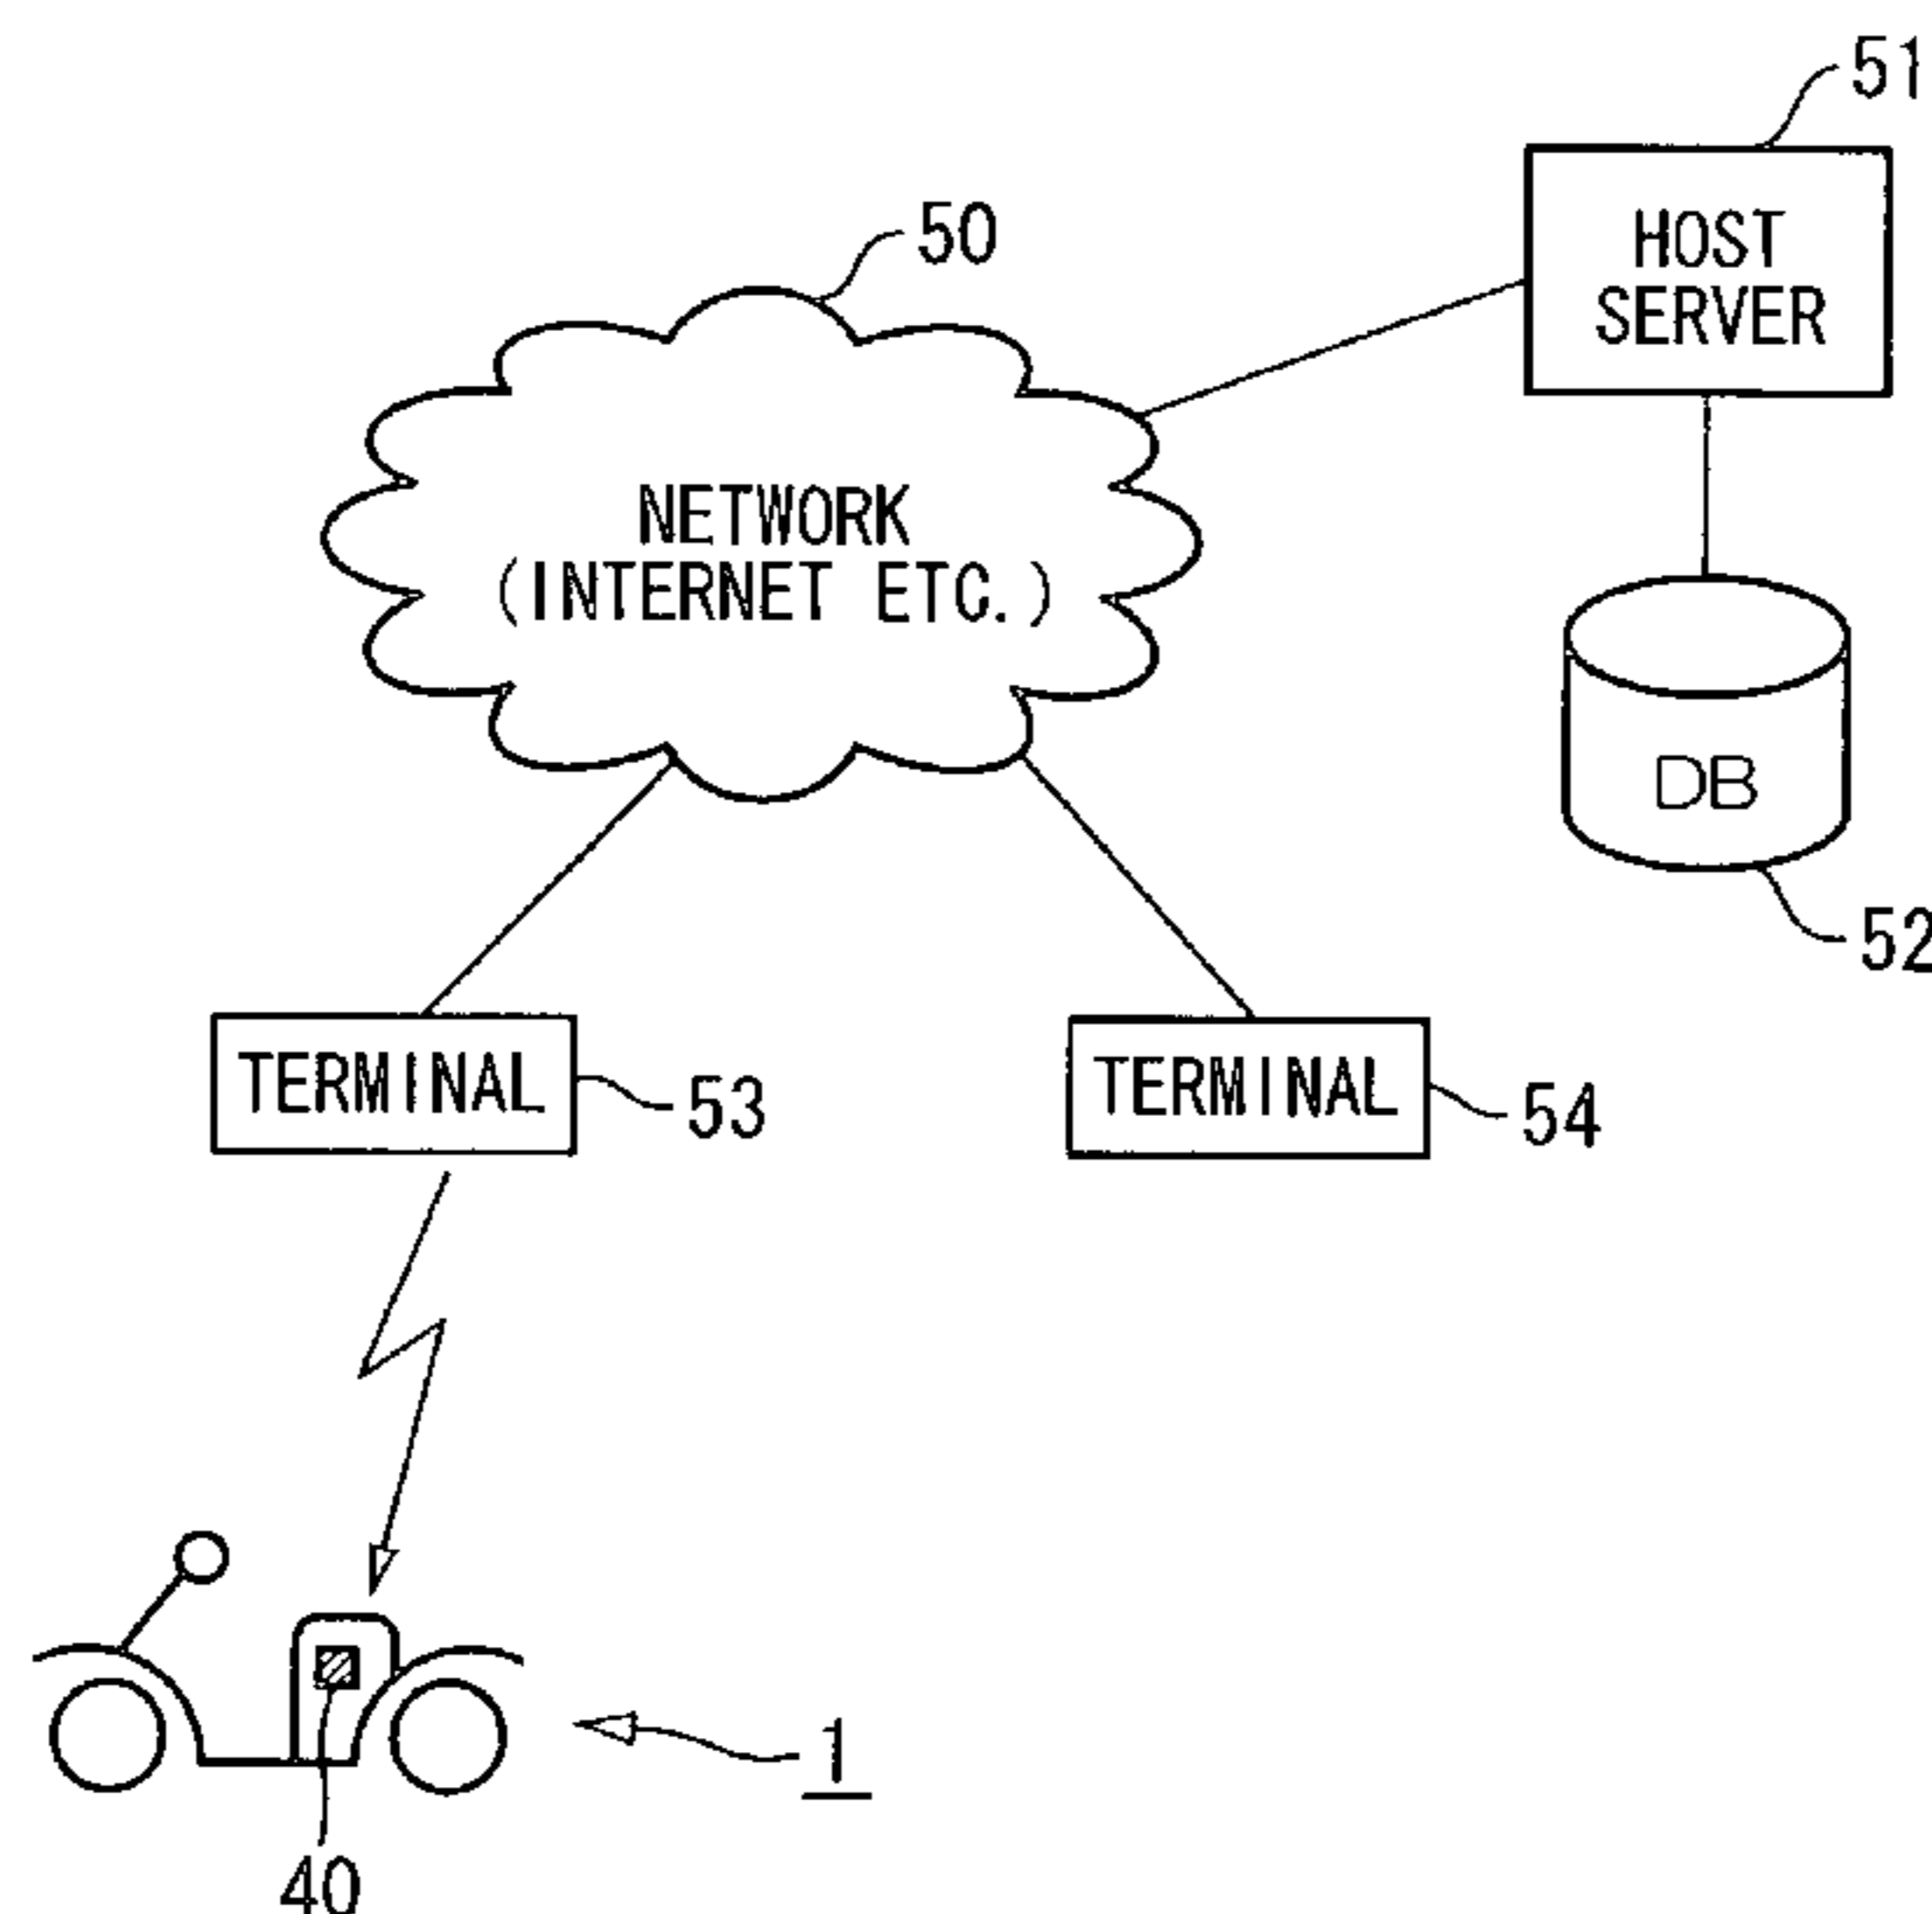 51
HOST
SERVER
50
NETWORK
(INTERNET ETC.)
DB
52
TERMINAL
53
TERMINAL
54
1
40